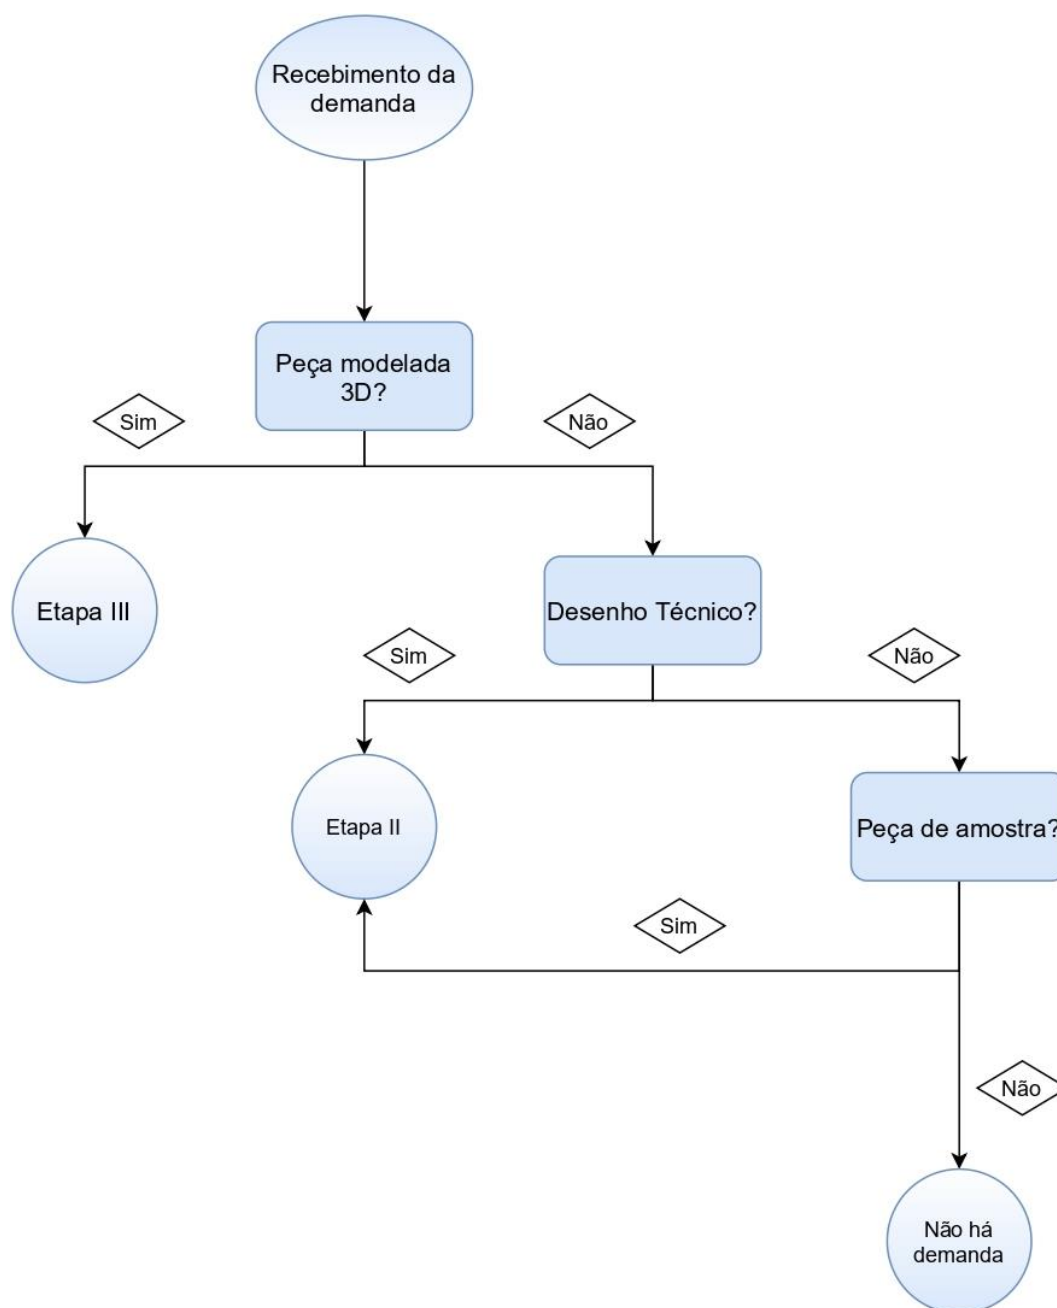 Recebimento da
demanda
Peça modelada
3D?
Sim
Não
Etapa III
Desenho Técnico?
Sim
Não
Etapa II
Peça de amostra?
Sim
Não
Não há
demanda